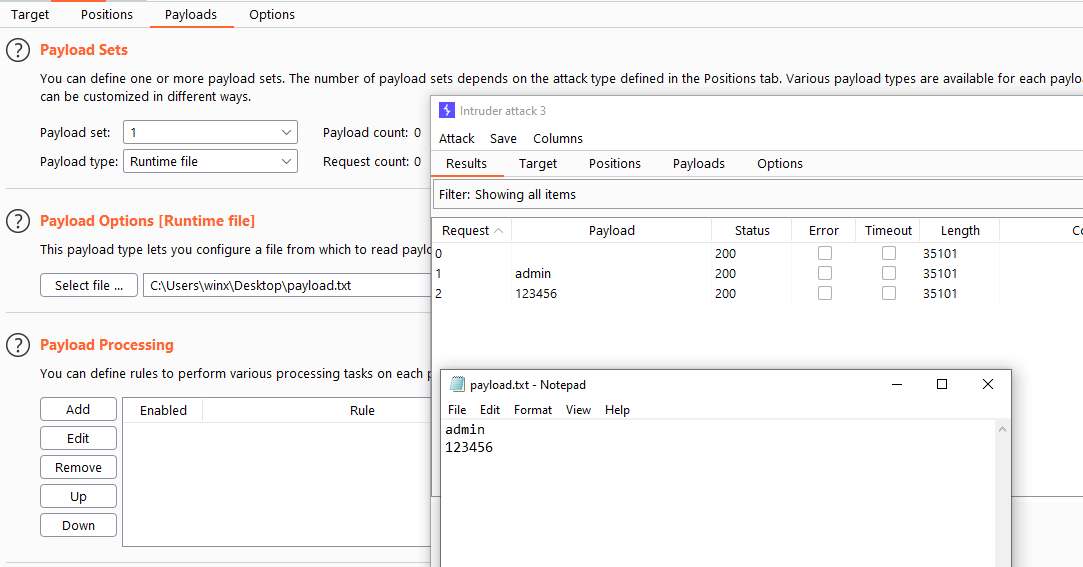 Target Positions Payloads Options
Payload Sets
You can define one or more payload sets. The number of payload sets depends on the attack type defined in the Positions tab. Various payload types are available for each
can be customized in different ways.
Payload set: 1 Payload count: 0
Payload type: Runtime file Request count: 0
Payload Options [Runtime file]
This payload type lets you configure a file from which to read
Select file ... C:\Users\winx\Desktop\payload.txt
Payload Processing
You can define rules to perform various processing tasks on each
Add Enabled Rule
Edit
Remove
Up
Down
Intruder attack 3
Attack Save Columns
Results Target Positions Payloads Options
Filter: Showing all items
Request Payload Status Error Timeout Length
0 200 35101
1 admin 200 35101
2 123456 200 35101
payload.txt - Notepad
File Edit Format View Help
admin
123456